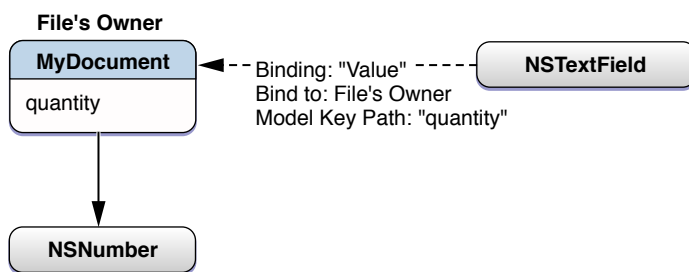 File's Owner
MyDocument
quantity
Binding: "Value"
Bind to: File's Owner
Model Key Path: "quantity"
NSTextField
NSNumber